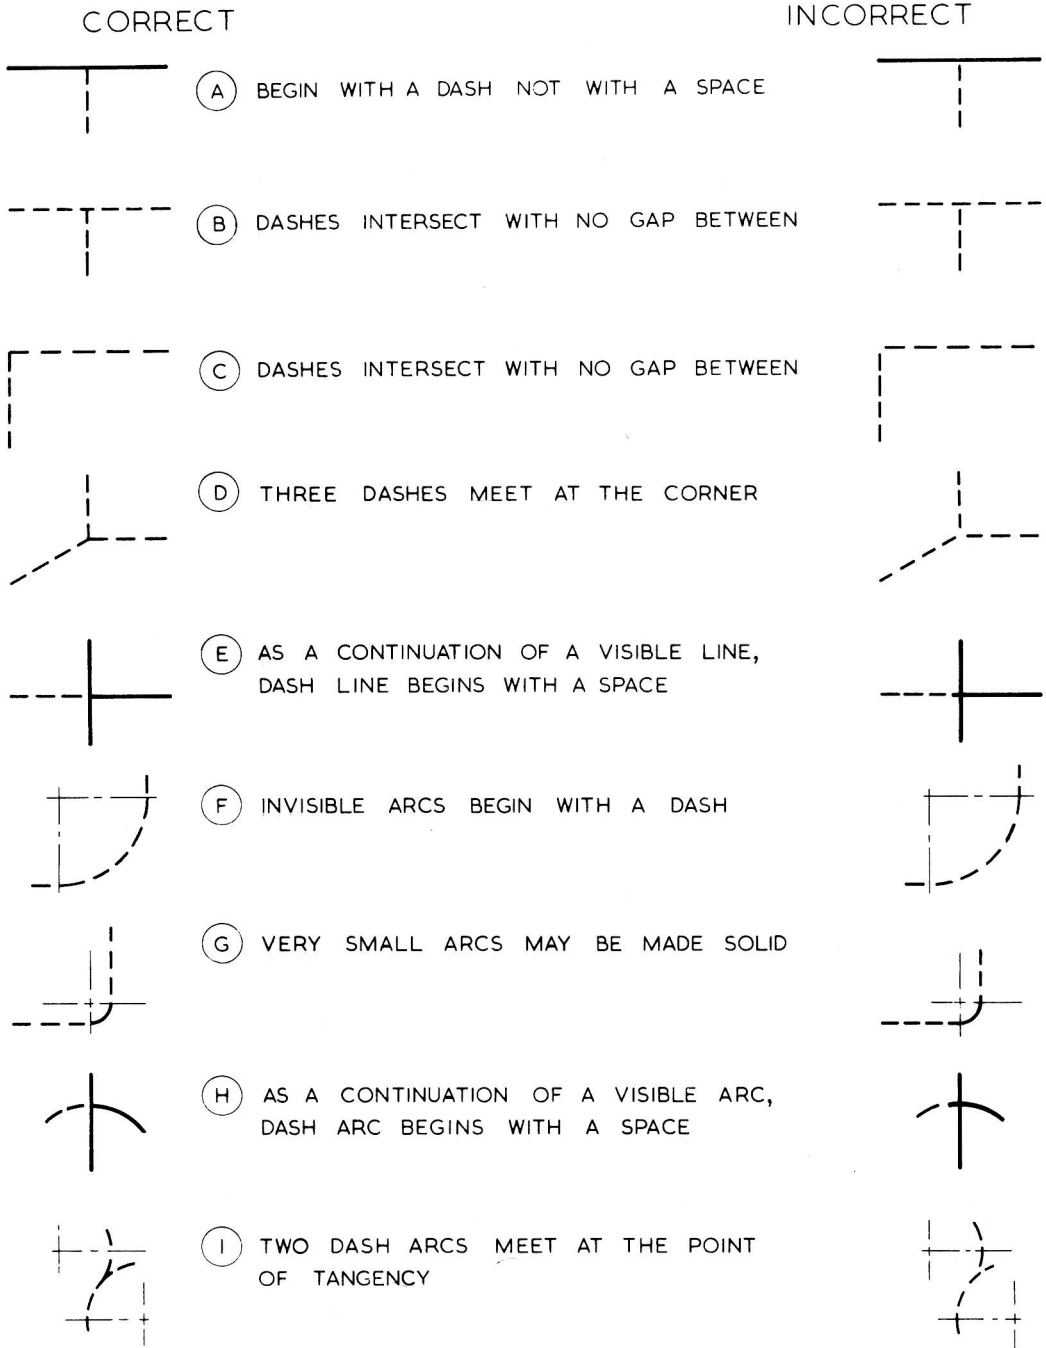 CORRECT
INCORRECT
A BEGIN WITH A DASH NOT WITH A SPACE
B DASHES INTERSECT WITH NO GAP BETWEEN
C DASHES INTERSECT WITH NO GAP BETWEEN
D THREE DASHES MEET AT THE CORNER
E AS A CONTINUATION OF A VISIBLE LINE,
DASH LINE BEGINS WITH A SPACE
F INVISIBLE ARCS BEGIN WITH A DASH
G VERY SMALL ARCS MAY BE MADE SOLID
H AS A CONTINUATION OF A VISIBLE ARC,
DASH ARC BEGINS WITH A SPACE
I TWO DASH ARCS MEET AT THE POINT
OF TANGENCY